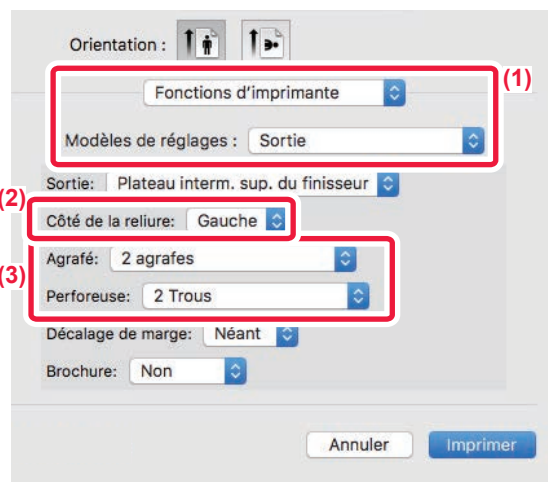 Orientation :
(1)
Fonctions d'imprimante
Modèles de réglages : Sortie
Sortie: Plateau interm. sup. du finisseur
(2)
Côté de la reliure: Gauche
(3)
Agrafé: 2 agrafes
Perforeuse: 2 Trous
Décalage de marge: Néant
Brochure: Non
Annuler Imprimer